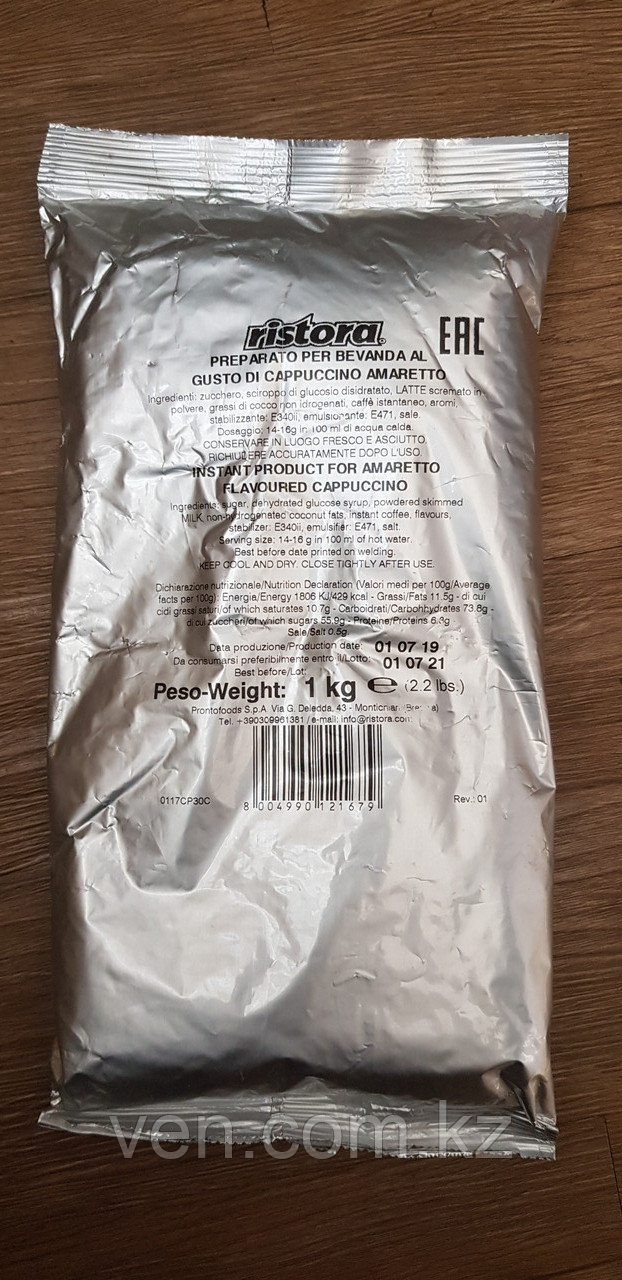 ristora
EAC
PREPARATO PER BEVANDA AL
GUSTO DI CAPPUCCINO AMARETTO
Ingredienti: zucchero, sciroppo di glucosio disidratato, LATTE scremato in
polvere, grassi di cocco non idrogenati, caffè istantaneo, aromi,
stabilizzante: E340ii, emulsionante: E471, sale.
Dosaggio: 14-16g in 100 ml di acqua calda.
CONSERVARE IN LUOGO FRESCO E ASCIUTTO.
RICHIUDERE ACCURATAMENTE DOPO L'USO.
INSTANT PRODUCT FOR AMARETTO
FLAVOURED CAPPUCCINO
Ingredients: sugar, dehydrated glucose syrup, powdered skimmed
MILK, non-hydrogenated coconut fats, instant coffee, flavours,
stabilizer: E340ii, emulsifier: E471, salt.
Serving size: 14-16 g in 100 ml of hot water.
Best before date printed on welding.
KEEP COOL AND DRY. CLOSE TIGHTLY AFTER USE.
Dichiarazione nutrizionale/Nutrition Declaration (Valori medi per 100g/Average
facts per 100g): Energia/Energy 1806 KJ/429 kcal - Grassi/Fats 11.5g - di cui
cidi grassi saturi/of which saturates 10.7g - Carboidrati/Carbohhydrates 73.8g -
di cui zuccheri/of which sugars 55.9g - Proteine/Proteins 6.3g
Sale/Salt 0.5g.
Data produzione/Production date: 01 07 19
Da consumarsi preferibilmente entro il/Lotto: 01 07 21
Best before/Lot:
Peso-Weight: 1 kg e (2.2 lbs.)
Prontofoods S.p.A. Via G. Deledda, 43 - Montichiari
Tel. +390309961381 / e-mail: info@ristora.com
0117CP30C
8 004990 121679
Rev.: 01
ven.com.kz